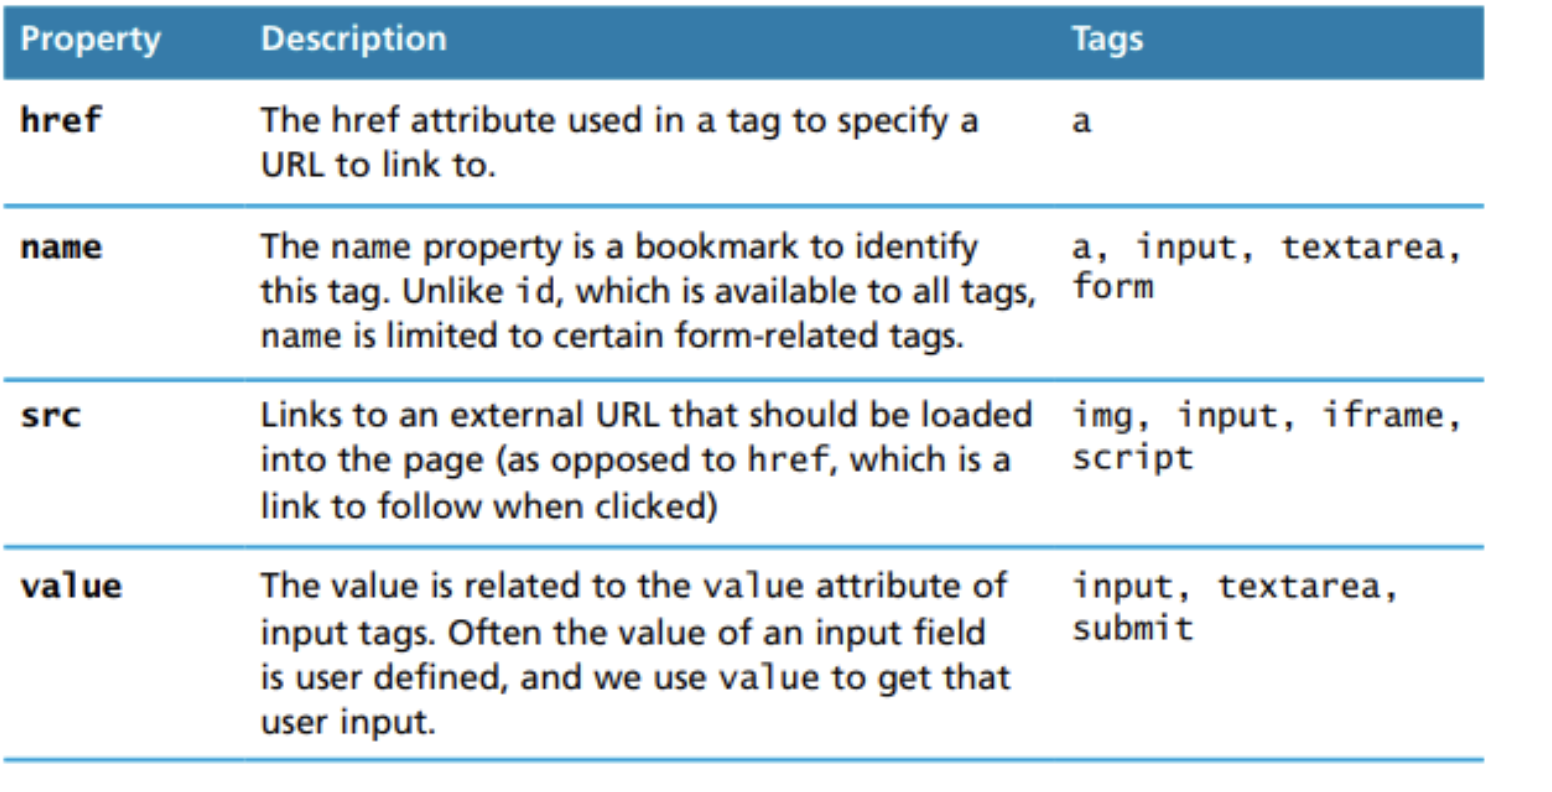 Property Description Tags
href The href attribute used in a tag to specify a a
URL to link to.
name The name property is a bookmark to identify a, input, textarea,
this tag. Unlike id, which is available to all tags, form
name is limited to certain form-related tags.
src Links to an external URL that should be loaded img, input, iframe,
into the page (as opposed to href, which is a script
link to follow when clicked)
value The value is related to the value attribute of input, textarea,
input tags. Often the value of an input field submit
is user defined, and we use value to get that
user input.